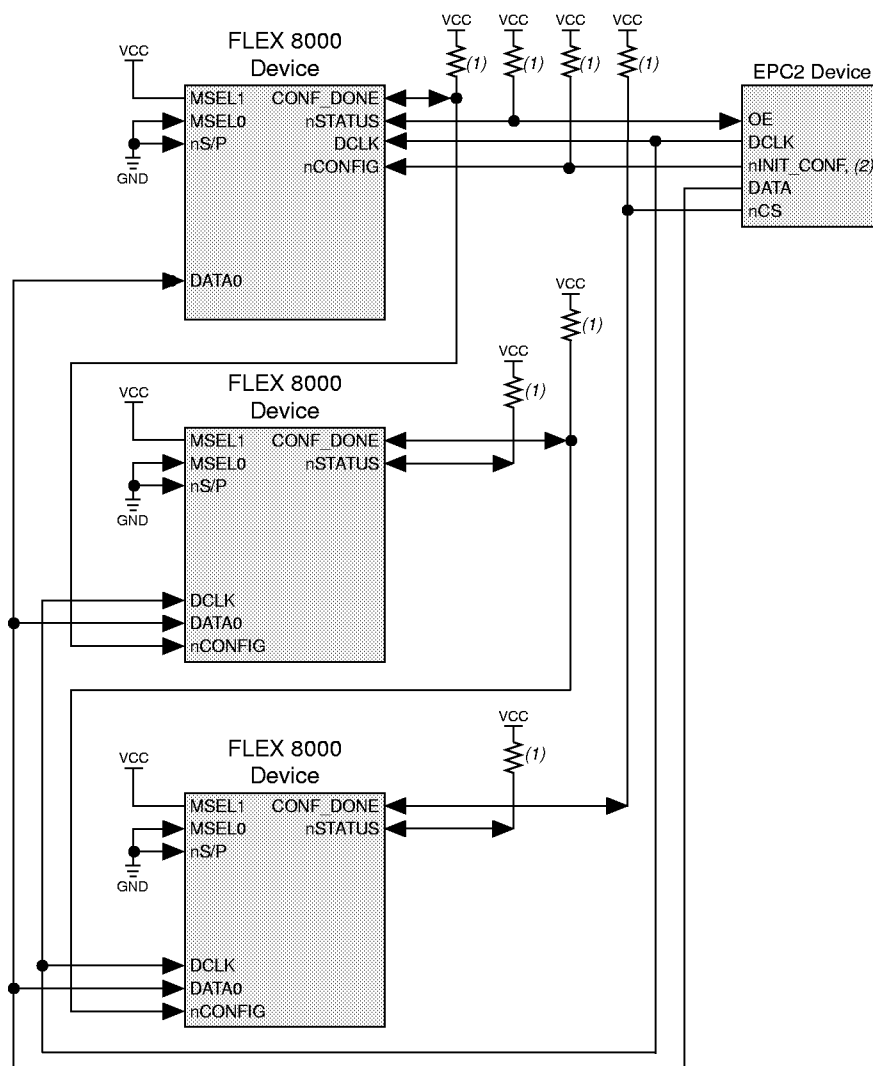 VCC VCC VCC VCC
(1) (1) (1) (1)
VCC
FLEX 8000
Device
MSEL1 CONF_DONE
MSEL0 nSTATUS
nS/P DCLK
nCONFIG
GND
DATA0
EPC2 Device
OE
DCLK
nINIT_CONF, (2)
DATA
nCS
VCC
(1)
VCC
(1)
VCC
FLEX 8000
Device
MSEL1 CONF_DONE
MSEL0 nSTATUS
nS/P
GND
DCLK
DATA0
nCONFIG
VCC
(1)
VCC
FLEX 8000
Device
MSEL1 CONF_DONE
MSEL0 nSTATUS
nS/P
GND
DCLK
DATA0
nCONFIG